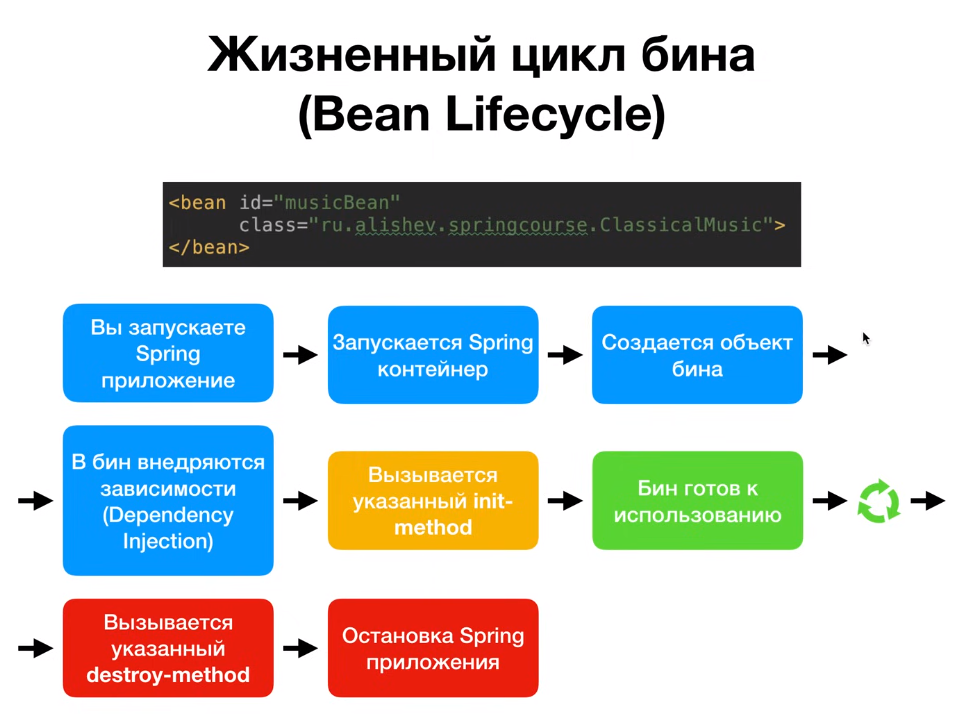 Жизненный цикл бина
(Bean Lifecycle)
<bean id="musicBean"
class="ru.alishev.springcourse.ClassicalMusic">
</bean>
Вы запускаете
Spring
приложение
Запускается Spring
контейнер
Создается объект
бина
В бин внедряются
зависимости
(Dependency
Injection)
Вызывается
указанный init-
method
Бин готов к
использованию
Вызывается
указанный
destroy-method
Остановка Spring
приложения